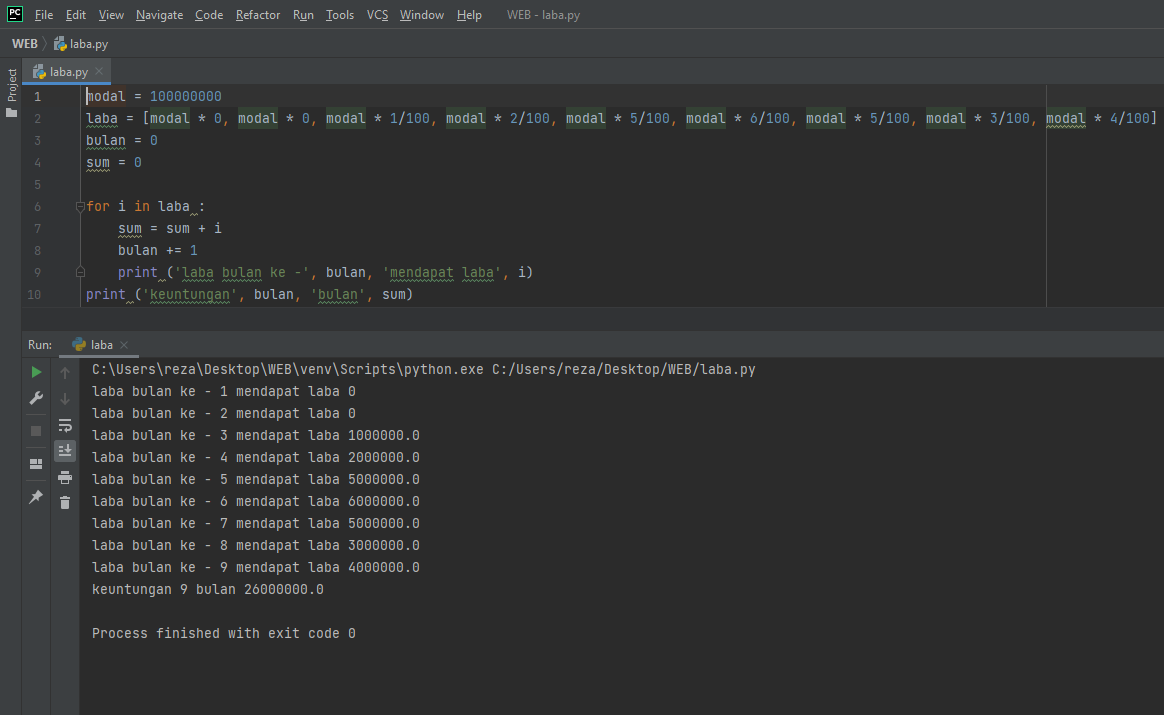 PC File Edit View Navigate Code Refactor Run Tools VCS Window Help WEB - laba.py
WEB laba.py
Project
laba.py
1 modal = 100000000
2 laba = [modal * 0, modal * 0, modal * 1/100, modal * 2/100, modal * 5/100, modal * 6/100, modal * 5/100, modal * 3/100, modal * 4/100]
3 bulan = 0
4 sum = 0
5
6 for i in laba :
7     sum = sum + i
8     bulan += 1
9     print ('laba bulan ke -', bulan, 'mendapat laba', i)
10 print ('keuntungan', bulan, 'bulan', sum)
Run: laba
C:\Users\reza\Desktop\WEB\venv\Scripts\python.exe C:/Users/reza/Desktop/WEB/laba.py
laba bulan ke - 1 mendapat laba 0
laba bulan ke - 2 mendapat laba 0
laba bulan ke - 3 mendapat laba 1000000.0
laba bulan ke - 4 mendapat laba 2000000.0
laba bulan ke - 5 mendapat laba 5000000.0
laba bulan ke - 6 mendapat laba 6000000.0
laba bulan ke - 7 mendapat laba 5000000.0
laba bulan ke - 8 mendapat laba 3000000.0
laba bulan ke - 9 mendapat laba 4000000.0
keuntungan 9 bulan 26000000.0
Process finished with exit code 0